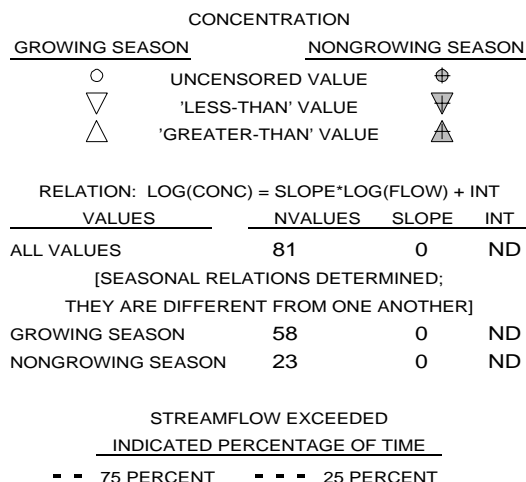 CONCENTRATION
GROWING SEASON NONGROWING SEASON
UNCENSORED VALUE
'LESS-THAN' VALUE
'GREATER-THAN' VALUE
RELATION: LOG(CONC) = SLOPE*LOG(FLOW) + INT
VALUES NVALUES SLOPE INT
ALL VALUES 81 0 ND
[SEASONAL RELATIONS DETERMINED;
THEY ARE DIFFERENT FROM ONE ANOTHER]
GROWING SEASON 58 0 ND
NONGROWING SEASON 23 0 ND
STREAMFLOW EXCEEDED
INDICATED PERCENTAGE OF TIME
75 PERCENT 25 PERCENT